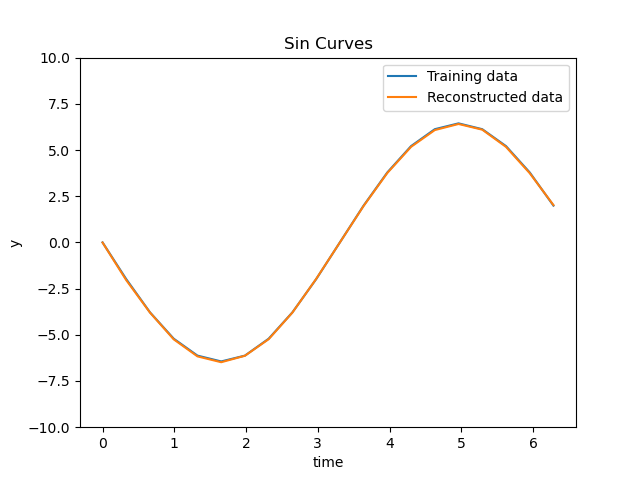 Sin Curves
Training data
Reconstructed data
10.0
7.5
5.0
2.5
0.0
−2.5
−5.0
−7.5
−10.0
y
0 1 2 3 4 5 6
time